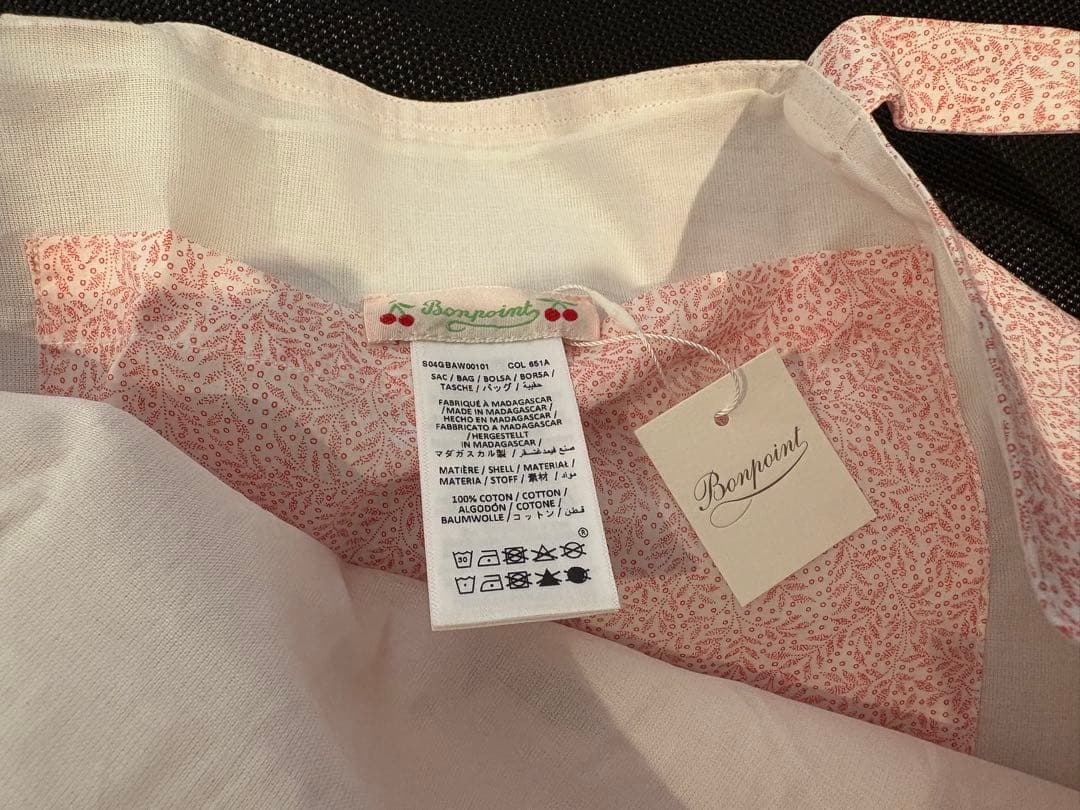 Bonpoint
S04GBAW00101 COL 651A
SAC / BAG / BOLSA / BORSA /
TASCHE / バッグ / حقيبة
FABRIQUÉ À MADAGASCAR
/ MADE IN MADAGASCAR /
HECHO EN MADAGASCAR /
FABBRICATO A MADAGASCAR
/ HERGESTELLT
IN MADAGASCAR /
マダガスカル製 / صنع فيمدغشقر
MATIÈRE / SHELL / MATERIAL /
MATERIA / STOFF /素材 / مواد
100% COTON / COTTON /
ALGODÓN / COTONE /
BAUMWOLLE / コットン / قطن
®
30
Bonpoint